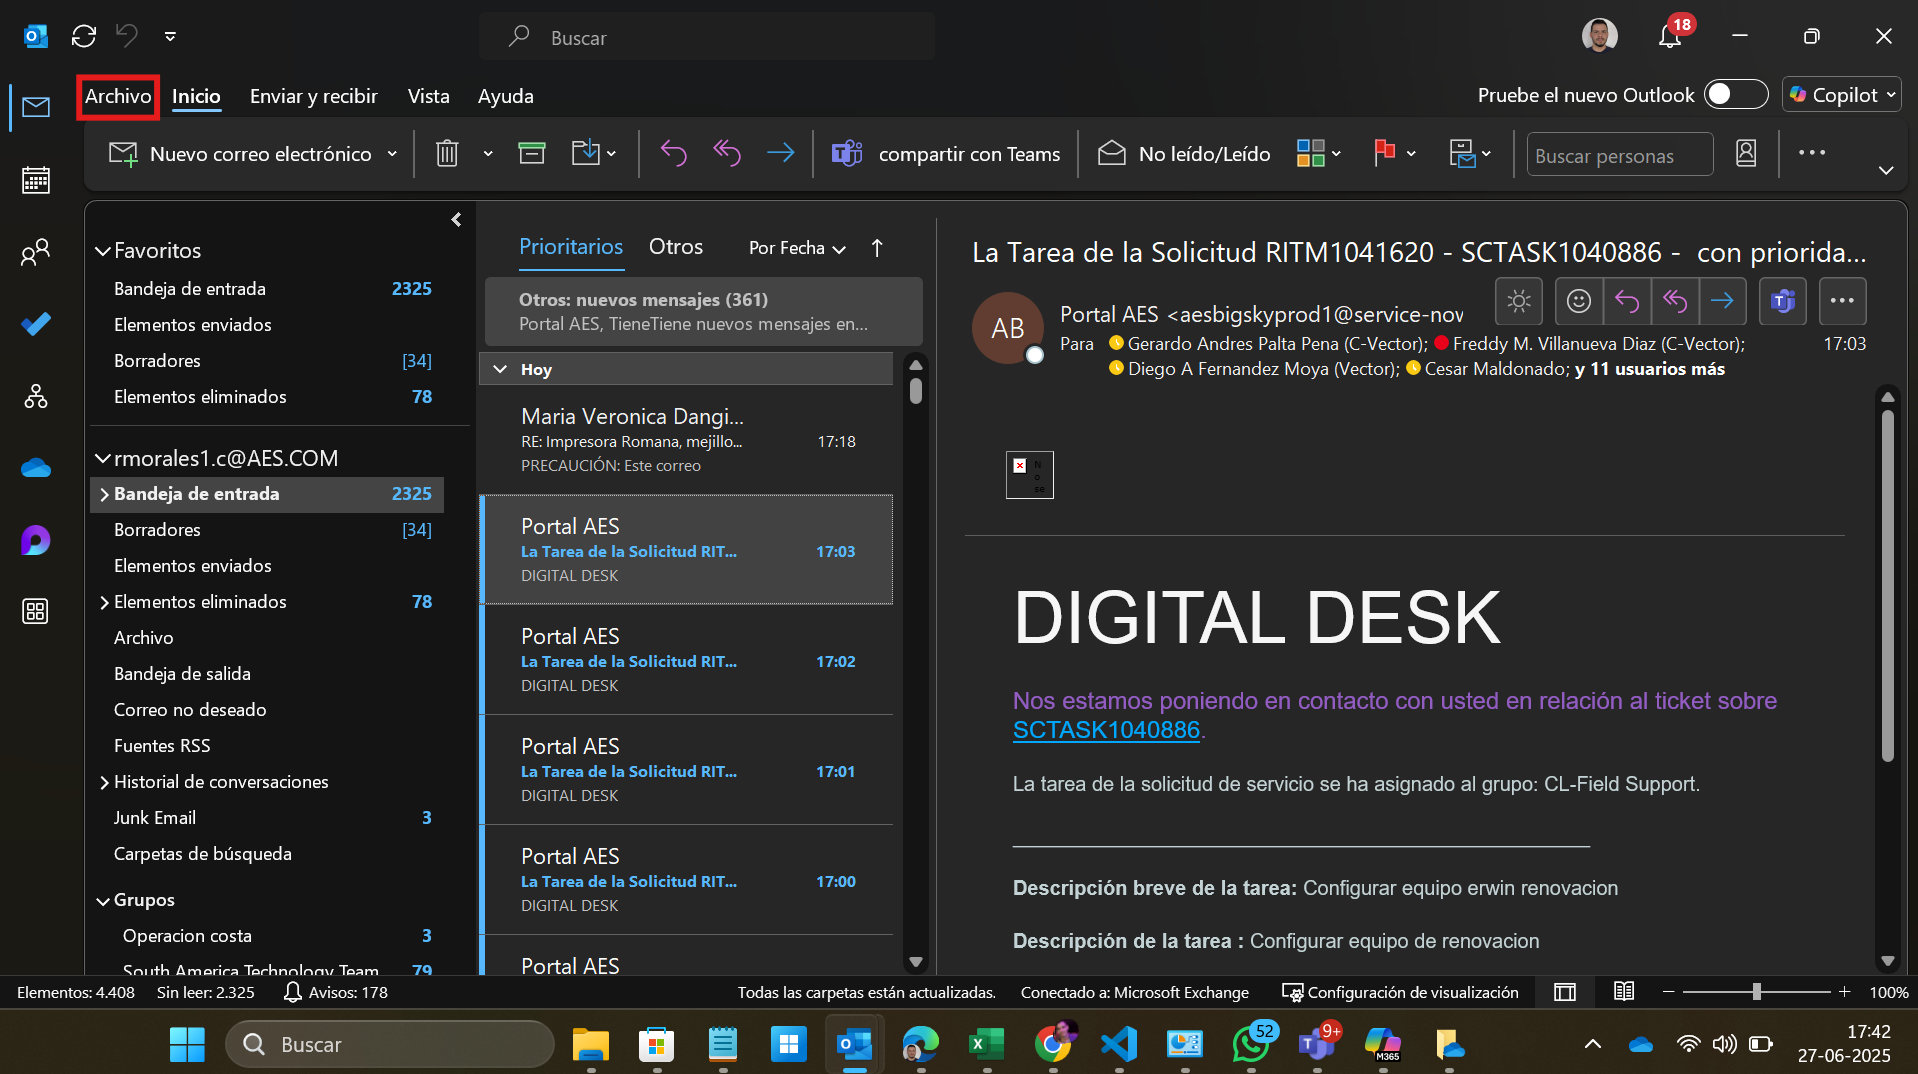 Buscar
18
Archivo Inicio Enviar y recibir Vista Ayuda
Pruebe el nuevo Outlook
Copilot
Nuevo correo electrónico
compartir con Teams
No leído/Leído
Buscar personas
Favoritos
Bandeja de entrada 2325
Elementos enviados
Borradores [34]
Elementos eliminados 78
rmorales1.c@AES.COM
Bandeja de entrada 2325
Borradores [34]
Elementos enviados
Elementos eliminados 78
Archivo
Bandeja de salida
Correo no deseado
Fuentes RSS
Historial de conversaciones
Junk Email 3
Carpetas de búsqueda
Grupos
Operacion costa 3
South America Technology Team 79
Prioritarios Otros Por Fecha
Otros: nuevos mensajes (361)
Portal AES, TieneTiene nuevos mensajes en...
Hoy
Maria Veronica Dangi...
RE: Impresora Romana, mejillo... 17:18
PRECAUCIÓN: Este correo
Portal AES
La Tarea de la Solicitud RIT... 17:03
DIGITAL DESK
Portal AES
La Tarea de la Solicitud RIT... 17:02
DIGITAL DESK
Portal AES
La Tarea de la Solicitud RIT... 17:01
DIGITAL DESK
Portal AES
La Tarea de la Solicitud RIT... 17:00
DIGITAL DESK
Portal AES
La Tarea de la Solicitud RITM1041620 - SCTASK1040886 - con priorida...
AB
Portal AES <aesbigskyprod1@service-nov
Para Gerardo Andres Palta Pena (C-Vector); Freddy M. Villanueva Diaz (C-Vector); 17:03
Diego A Fernandez Moya (Vector); Cesar Maldonado; y 11 usuarios más
N
o
se
DIGITAL DESK
Nos estamos poniendo en contacto con usted en relación al ticket sobre
SCTASK1040886.
La tarea de la solicitud de servicio se ha asignado al grupo: CL-Field Support.
Descripción breve de la tarea: Configurar equipo erwin renovacion
Descripción de la tarea : Configurar equipo de renovacion
Elementos: 4.408 Sin leer: 2.325 Avisos: 178 Todas las carpetas están actualizadas. Conectado a: Microsoft Exchange Configuración de visualización 100%
Buscar
52
9+
M365
17:42
27-06-2025